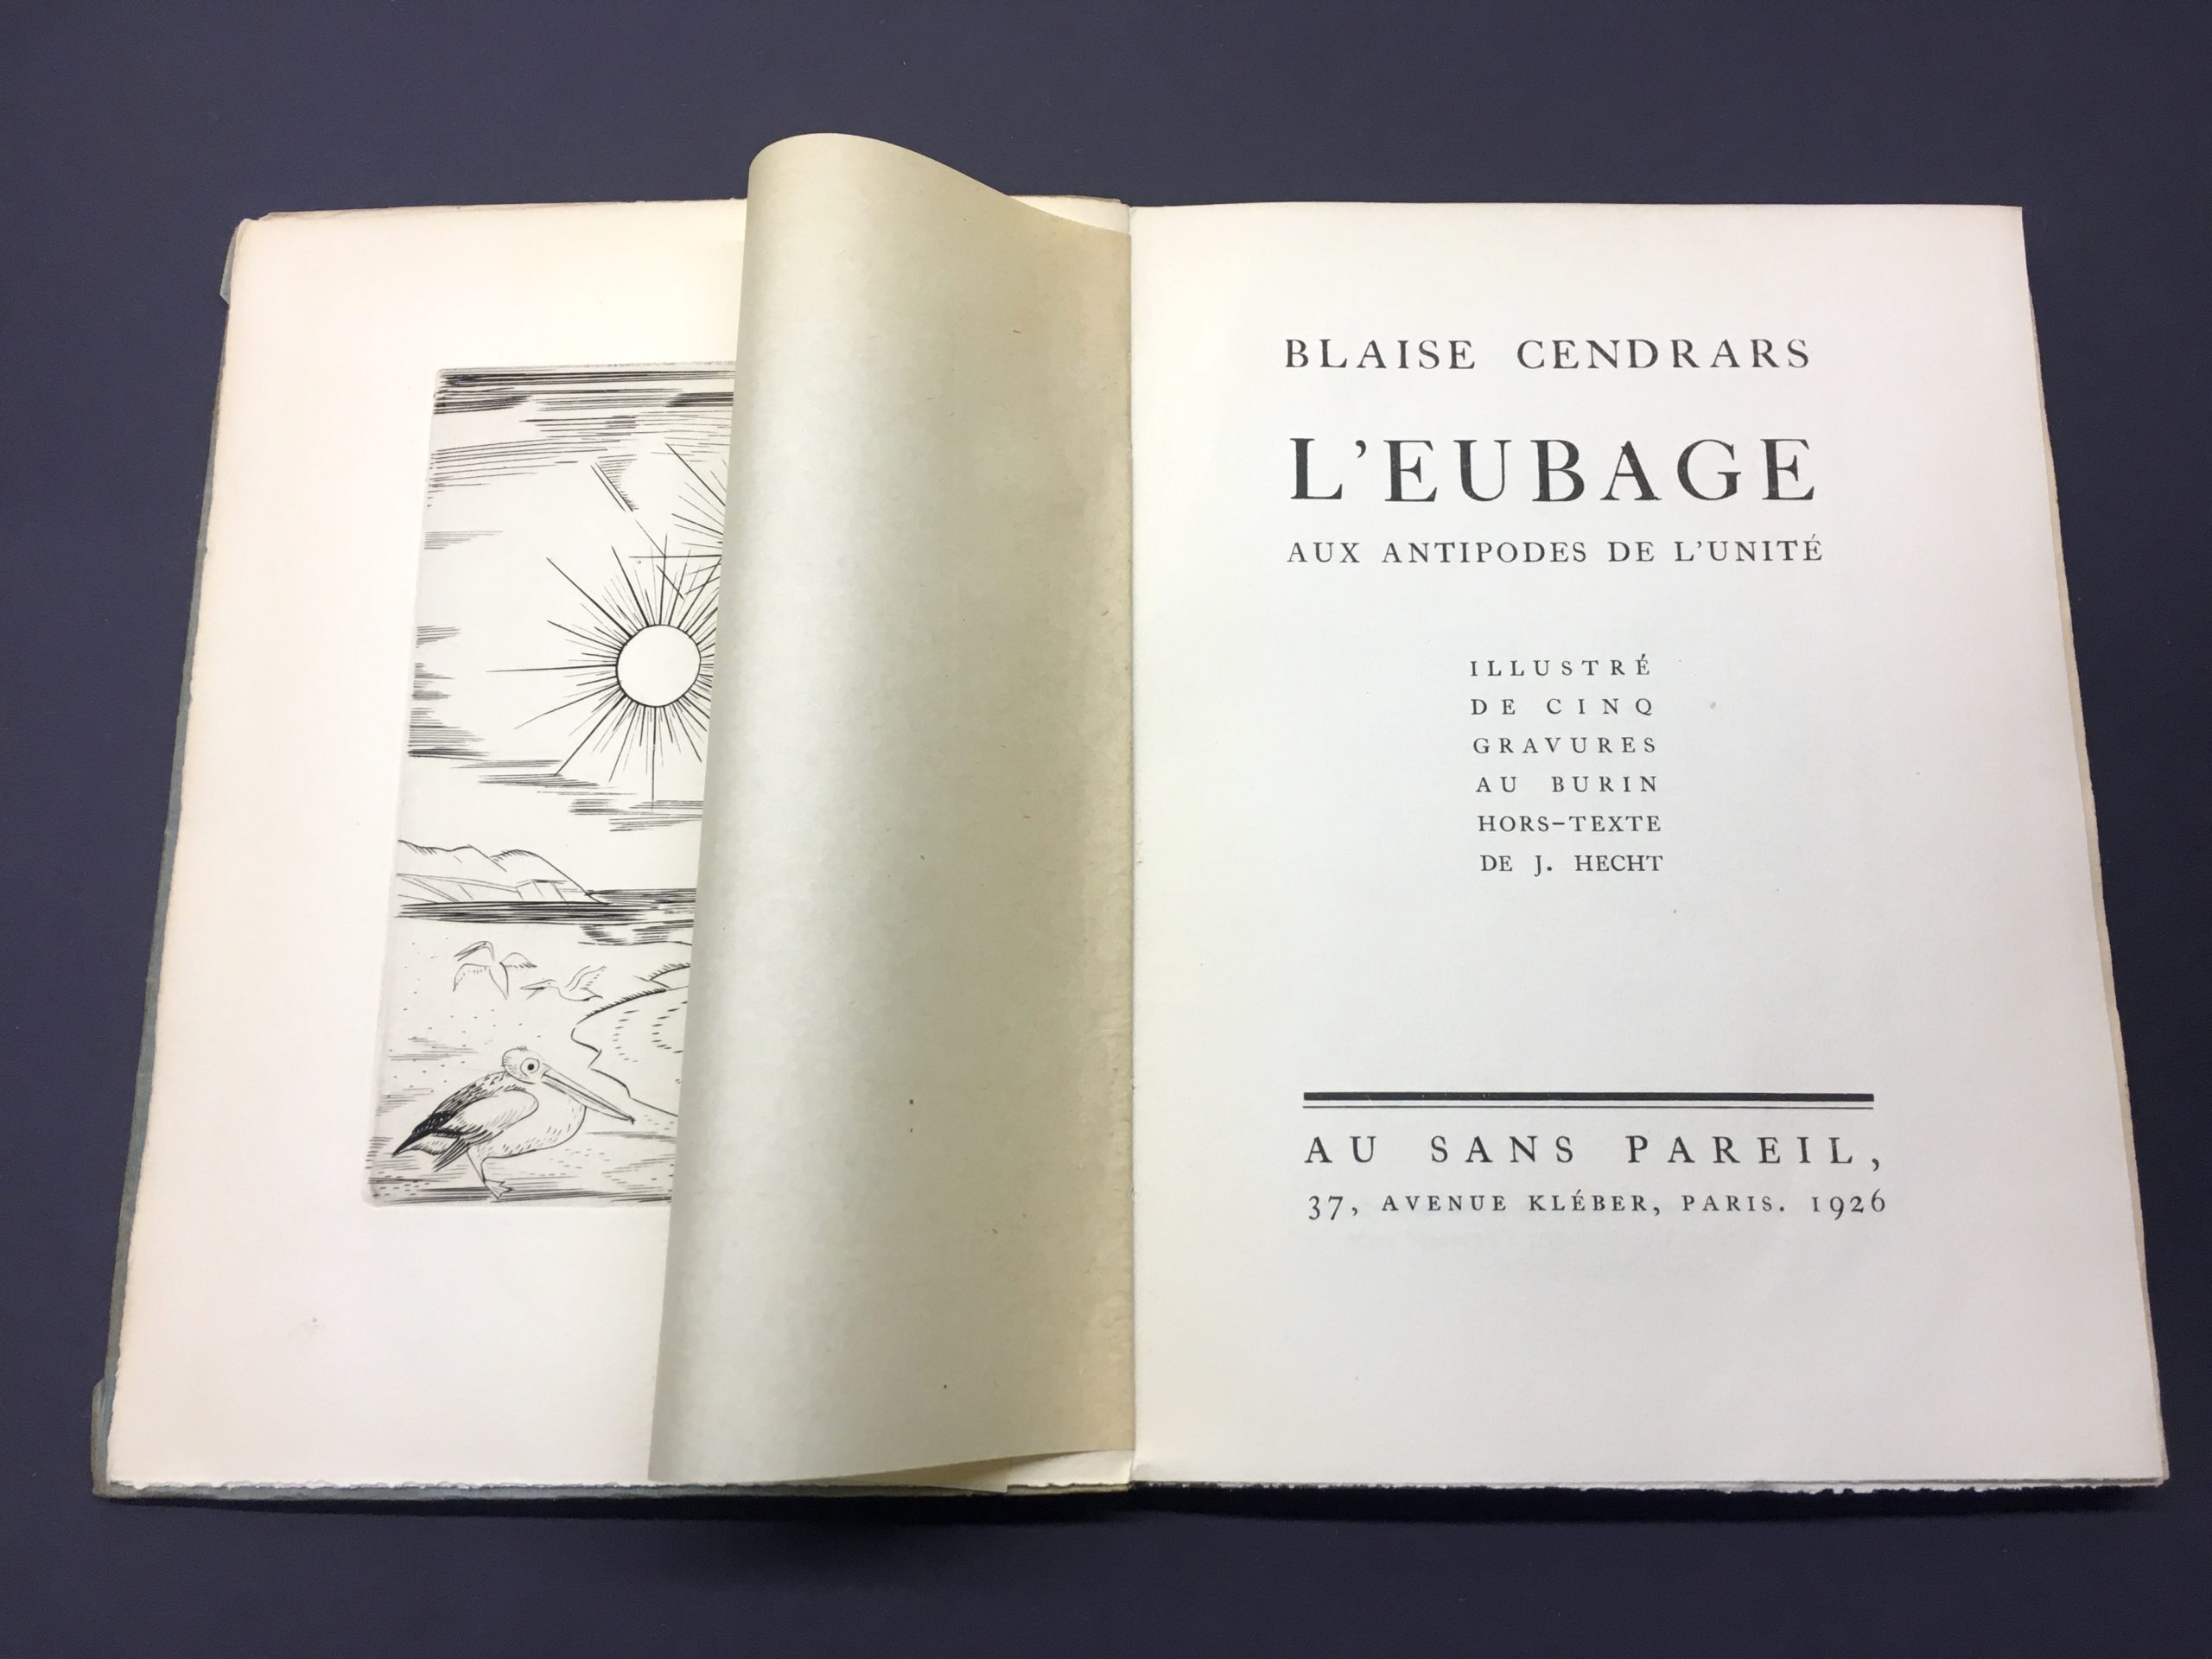 BLAISE CENDRARS
L'EUBAGE
AUX ANTIPODES DE L'UNITÉ
ILLUSTRÉ
DE CINQ
GRAVURES
AU BURIN
HORS-TEXTE
DE J. HECHT
AU SANS PAREIL,
37, AVENUE KLÉBER, PARIS. 1926